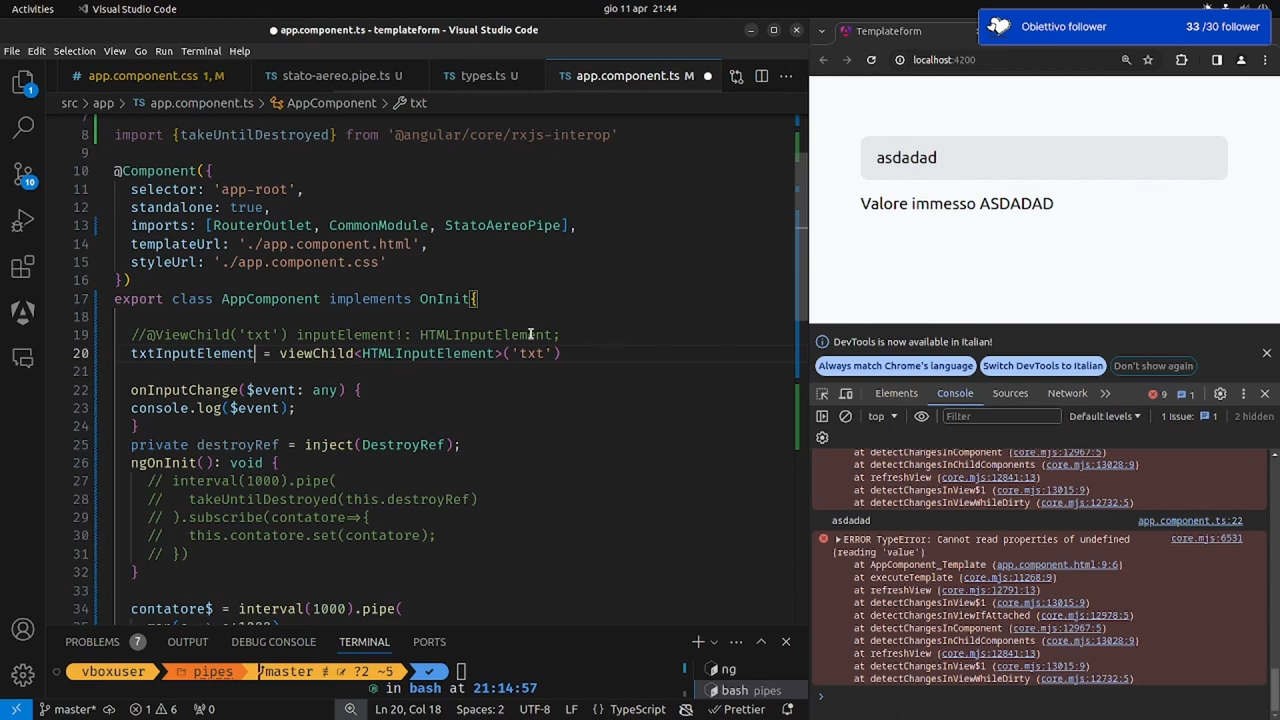 Activities
Visual Studio Code
gio 11 apr 21:44
app.component.ts - templateform - Visual Studio Code
File Edit Selection View Go Run Terminal Help
app.component.css 1, M
stato-aereo.pipe.ts U
types.ts U
app.component.ts M
src > app > app.component.ts > AppComponent > txt
7
8 import {takeUntilDestroyed} from '@angular/core/rxjs-interop'
9
10 @Component({
11 selector: 'app-root',
12 standalone: true,
13 imports: [RouterOutlet, CommonModule, StatoAereoPipe],
14 templateUrl: './app.component.html',
15 styleUrl: './app.component.css'
16 })
17 export class AppComponent implements OnInit{
18
19 //@ViewChild('txt') inputElement!: HTMLInputElement;
20 txtInputElement = viewChild<HTMLInputElement>('txt')
21
22 onInputChange($event: any) {
23 console.log($event);
24 }
25 private destroyRef = inject(DestroyRef);
26 ngOnInit(): void {
27 // interval(1000).pipe(
28 // takeUntilDestroyed(this.destroyRef)
29 // ).subscribe(contatore=>{
30 // this.contatore.set(contatore);
31 // })
32 }
33
34 contatore$ = interval(1000).pipe(
PROBLEMS 7 OUTPUT DEBUG CONSOLE TERMINAL PORTS
vboxuser pipes master ≢ ?2 ~5 ✓
in bash at 21:14:57
ng
bash pipes
1
10
master* 1 6 0 Ln 20, Col 18 Spaces: 2 UTF-8 LF TypeScript Prettier
Obiettivo follower 33 /30 follower
Templateform
localhost:4200
asdadad
Valore immesso ASDADAD
DevTools is now available in Italian!
Always match Chrome's language Switch DevTools to Italian Don't show again
Elements Console Sources Network >> 9 1
top Filter Default levels 1 Issue: 1 2 hidden
at detectChangesInComponent (core.mjs:12967:5)
at detectChangesInChildComponents (core.mjs:13028:9)
at refreshView (core.mjs:12841:13)
at detectChangesInView$1 (core.mjs:13015:9)
at detectChangesInViewWhileDirty (core.mjs:12732:5)
asdadad app.component.ts:22
ERROR TypeError: Cannot read properties of undefined core.mjs:6531
(reading 'value')
at AppComponent_Template (app.component.html:9:6)
at executeTemplate (core.mjs:11268:9)
at refreshView (core.mjs:12791:13)
at detectChangesInView$1 (core.mjs:13015:9)
at detectChangesInViewIfAttached (core.mjs:12978:5)
at detectChangesInComponent (core.mjs:12967:5)
at detectChangesInChildComponents (core.mjs:13028:9)
at refreshView (core.mjs:12841:13)
at detectChangesInView$1 (core.mjs:13015:9)
at detectChangesInViewWhileDirty (core.mjs:12732:5)